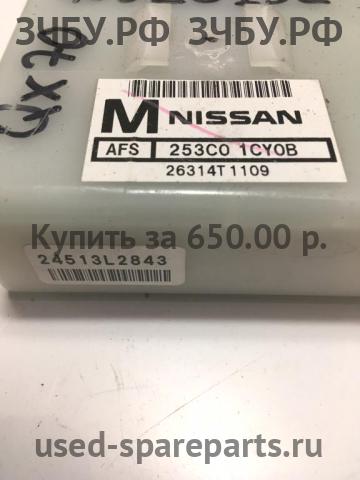 ЗЧБУ.РФ ЗЧБУ.РФ
M NISSAN
AFS 253C0 1CY0B
26314T1109
Купить за 650.00 р.
24513L2843
used-spareparts.ru